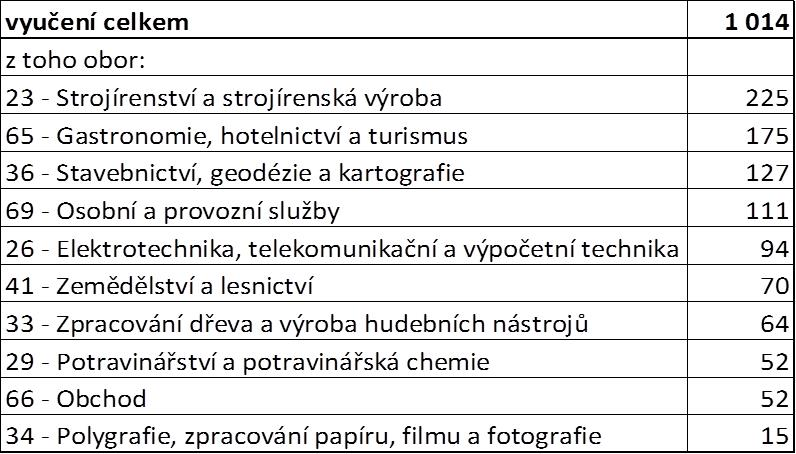 vyučení celkem 1 014
z toho obor:
23 - Strojírenství a strojírenská výroba 225
65 - Gastronomie, hotelnictví a turismus 175
36 - Stavebnictví, geodézie a kartografie 127
69 - Osobní a provozní služby 111
26 - Elektrotechnika, telekomunikační a výpočetní technika 94
41 - Zemědělství a lesnictví 70
33 - Zpracování dřeva a výroba hudebních nástrojů 64
29 - Potravinářství a potravinářská chemie 52
66 - Obchod 52
34 - Polygrafie, zpracování papíru, filmu a fotografie 15